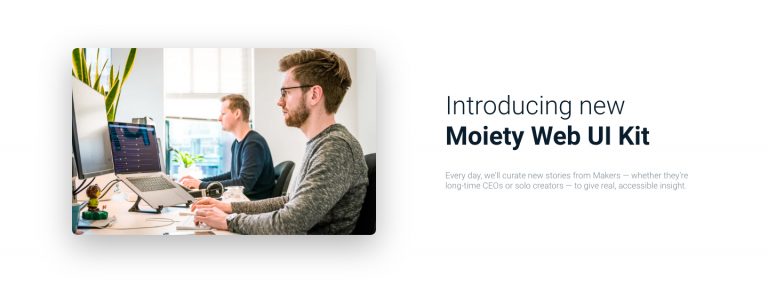 Introducing new
Moiety Web UI Kit
Every day, we'll curate new stories from Makers — whether they're
long-time CEOs or solo creators — to give real, accessible insight.